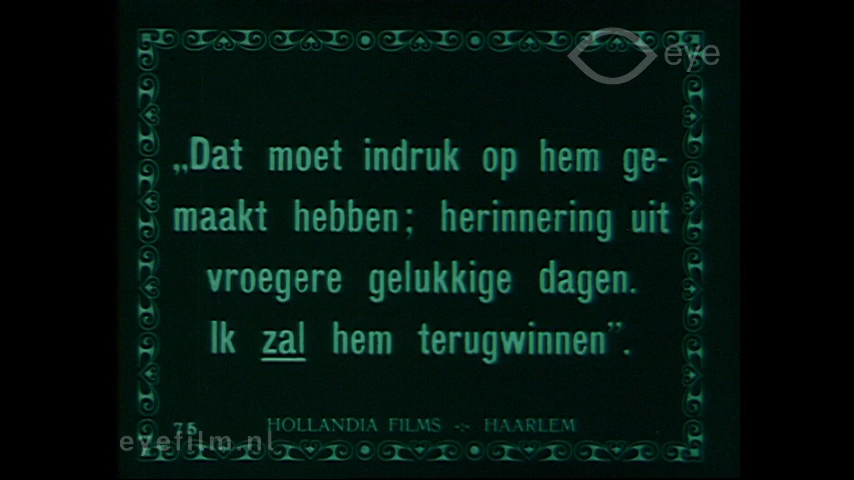 eye
„Dat moet indruk op hem ge-
maakt hebben; herinnering uit
vroegere gelukkige dagen.
Ik zal hem terugwinnen”.
75
HOLLANDIA FILMS -:- HAARLEM
eyefilm.nl